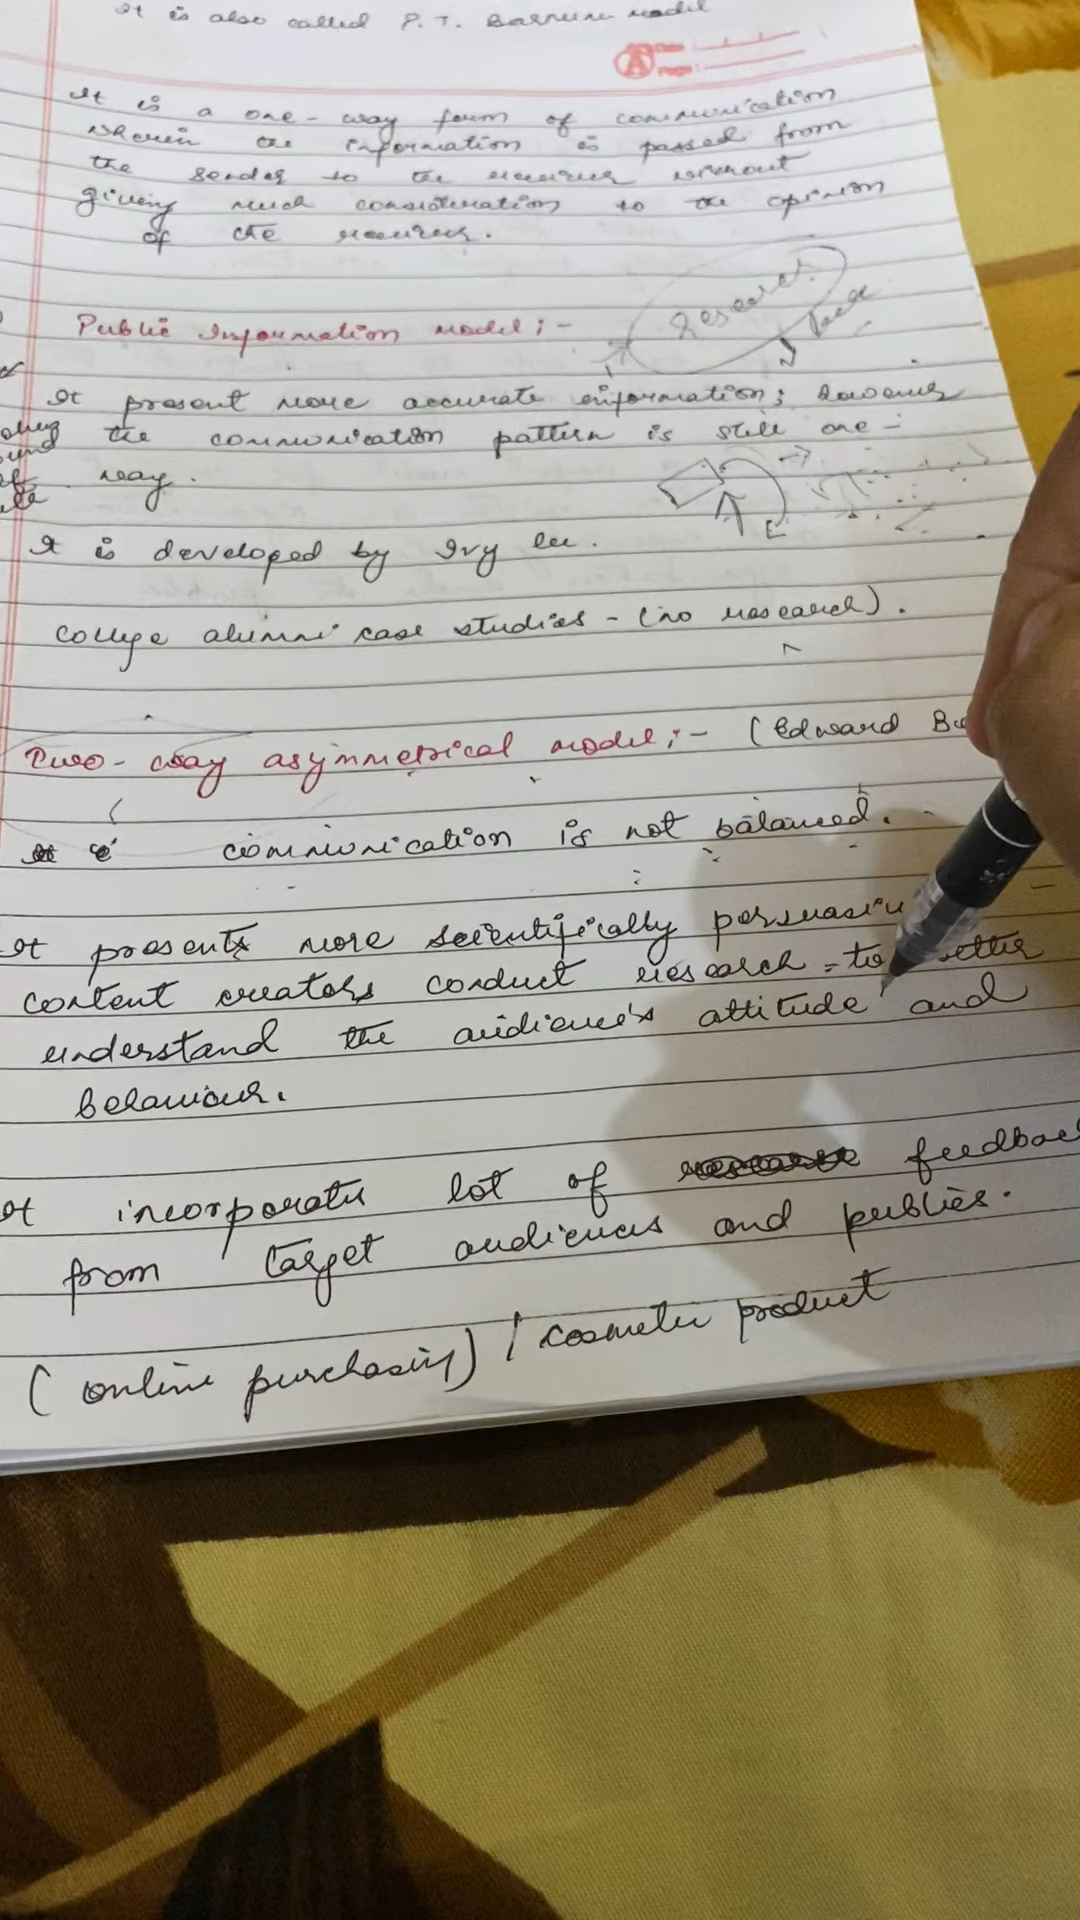 It is also called P. T. Barnum model
Date
Page
It is a one-way form of communication
wherein the information is passed from
the sender to the receiver without
giving much consideration to the opinion
of the receiver.
Research
Public Information Model :-
It present more accurate information; however
the communication pattern is still one-
way.
It is developed by Ivy lee.
College alumni case studies - (no research).
Two-way asymmetrical model :- (Edward
communication is not balanced.
It presents more scientifically persuasive
content creators conduct research to better
understand the audience's attitude and
behaviour.
It incorporate lot of feedback
from target audiences and publics.
(online purchasing) / cosmetic product